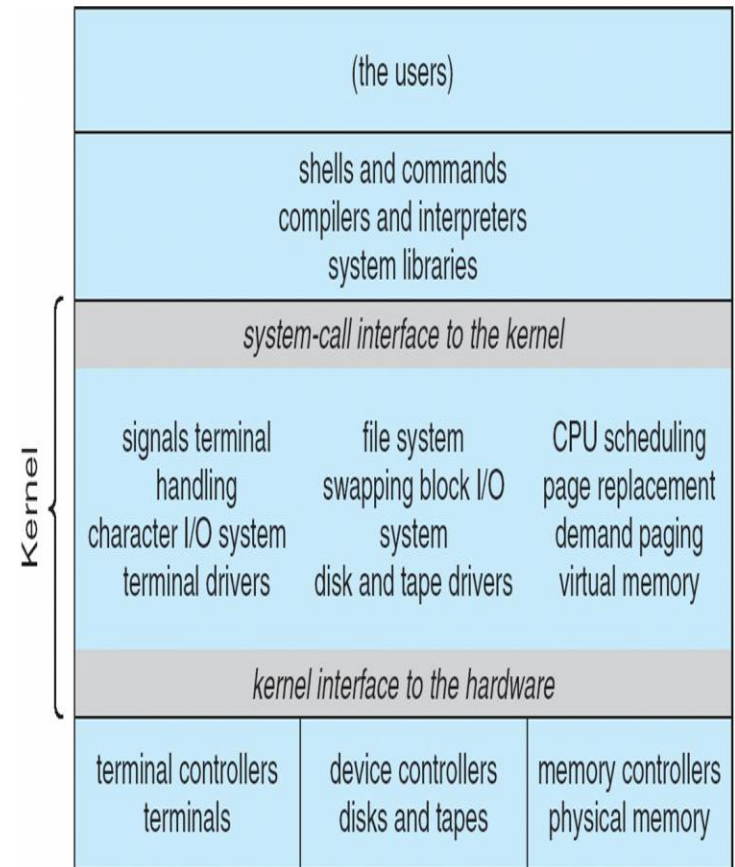 (the users)
shells and commands
compilers and interpreters
system libraries
Kernel
system-call interface to the kernel
signals terminal
handling
character I/O system
terminal drivers
file system
swapping block I/O
system
disk and tape drivers
CPU scheduling
page replacement
demand paging
virtual memory
kernel interface to the hardware
terminal controllers
terminals
device controllers
disks and tapes
memory controllers
physical memory